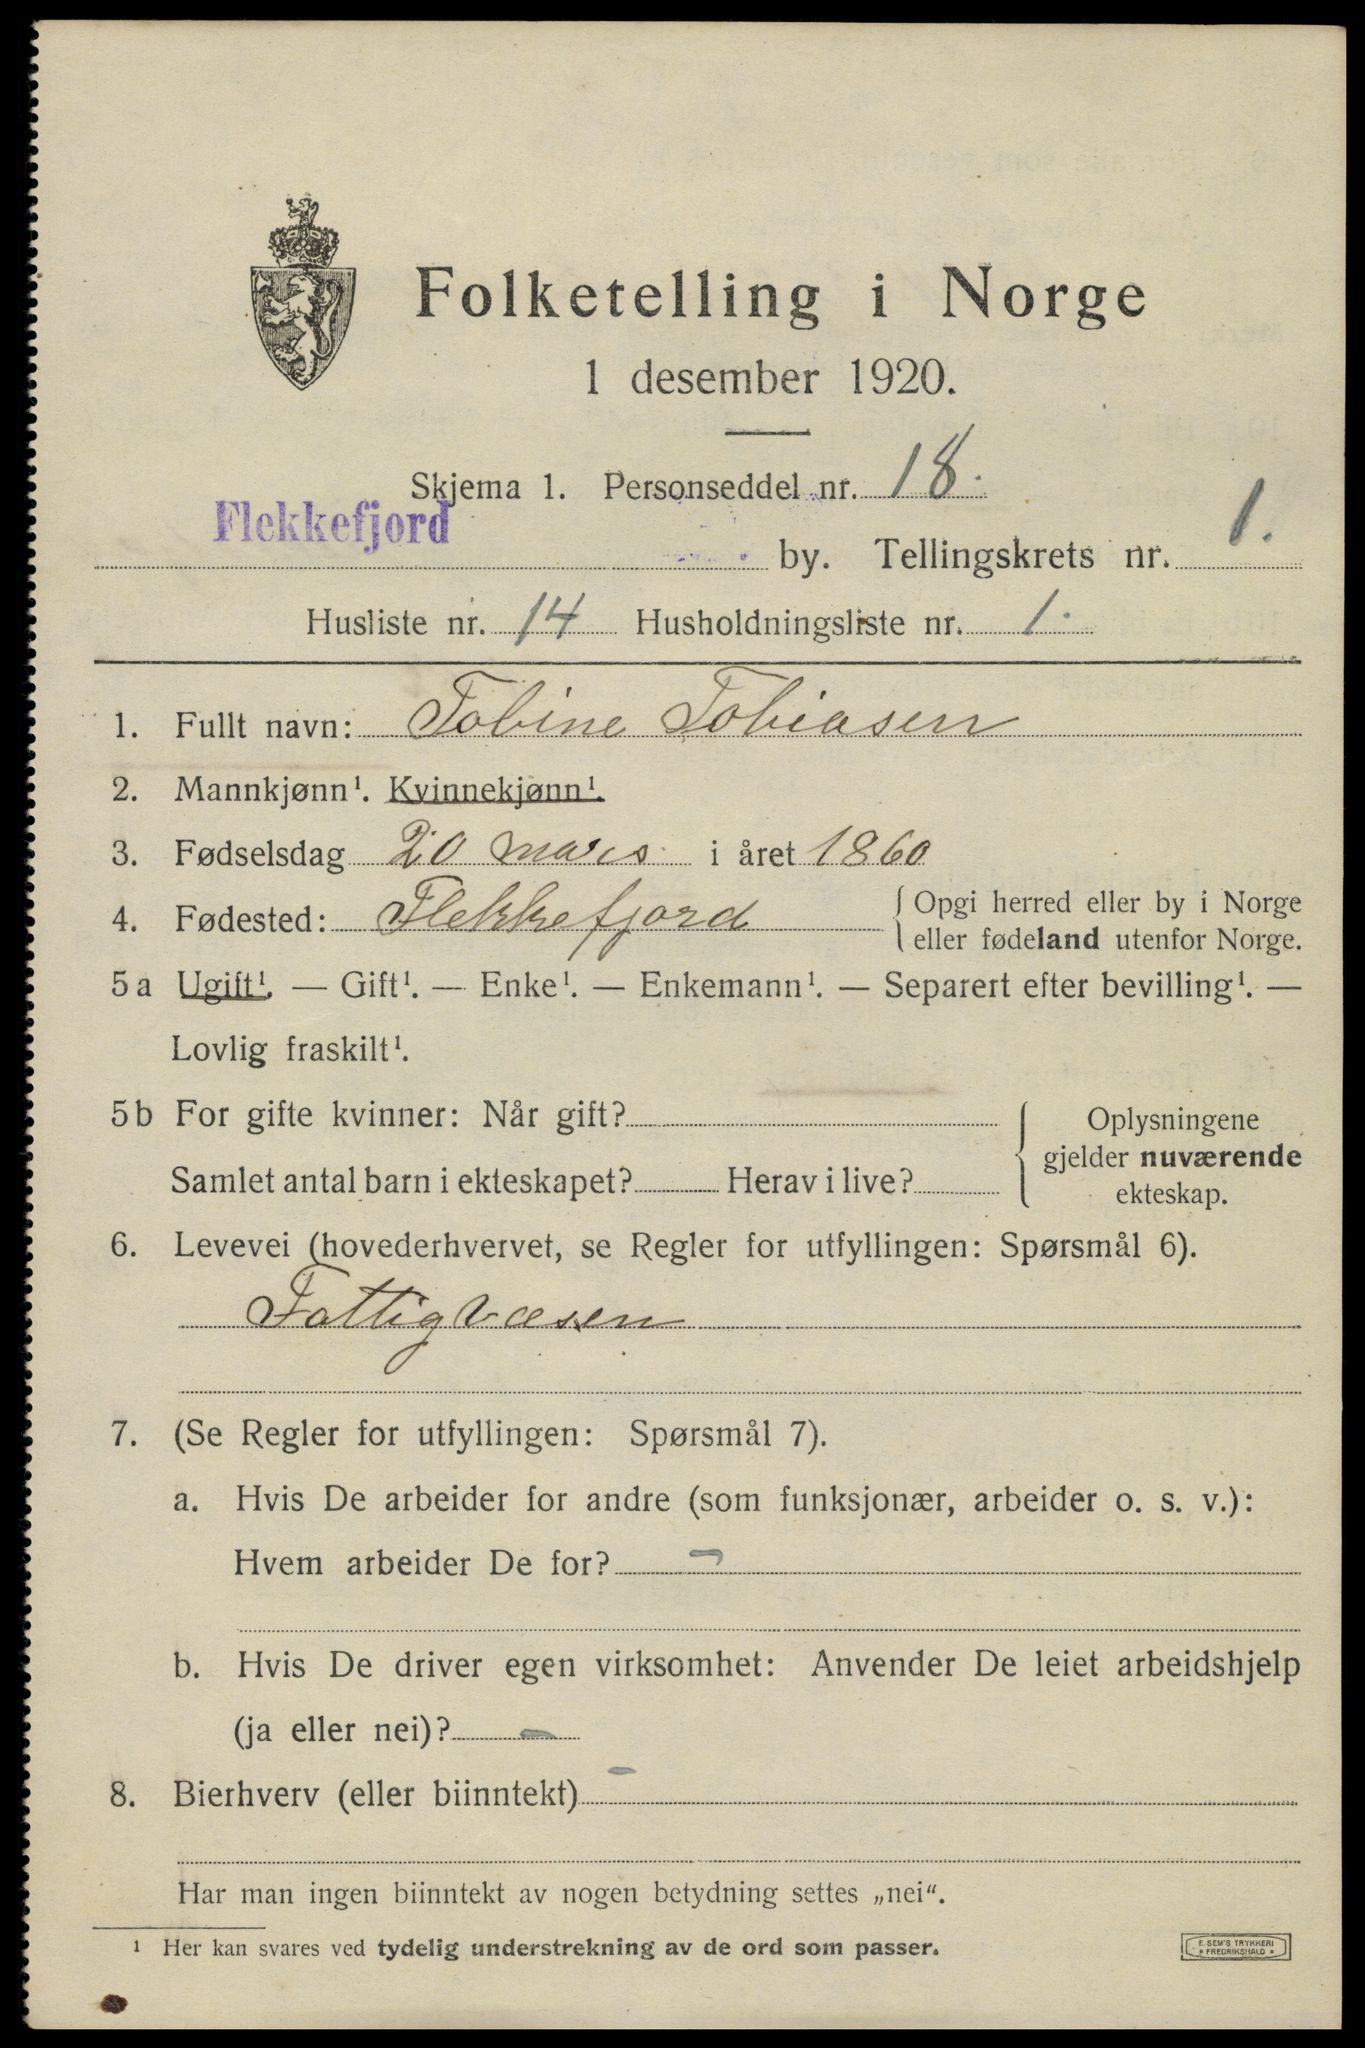 Folketelling i Norge
1 desember 1920.
Skjema 1. Personseddel nr. 18.
Flekkefjord by. Tellingskrets nr. 1.
Husliste nr. 14 Husholdningsliste nr. 1.
1. Fullt navn: Tobine Tobiasen
2. Mannkjønn¹. Kvinnekjønn¹.
3. Fødselsdag 20 mars i året 1860
4. Fødested: Flekkefjord { Opgi herred eller by i Norge
eller fødeland utenfor Norge.
5a Ugift¹. — Gift¹. — Enke¹. — Enkemann¹. — Separert efter bevilling¹. —
Lovlig fraskilt¹.
5b For gifte kvinner: Når gift? { Oplysningene
gjelder nuværende
Samlet antal barn i ekteskapet? Herav i live? ekteskap.
6. Levevei (hovederhvervet, se Regler for utfyllingen: Spørsmål 6).
Fattigvæsen
7. (Se Regler for utfyllingen: Spørsmål 7).
a. Hvis De arbeider for andre (som funksjonær, arbeider o. s. v.):
Hvem arbeider De for? –
b. Hvis De driver egen virksomhet: Anvender De leiet arbeidshjelp
(ja eller nei)? –
8. Bierhverv (eller biinntekt) –
Har man ingen biinntekt av nogen betydning settes „nei“.
¹ Her kan svares ved tydelig understrekning av de ord som passer.
E. SEM'S TRYKKERI
FREDRIKSHALD